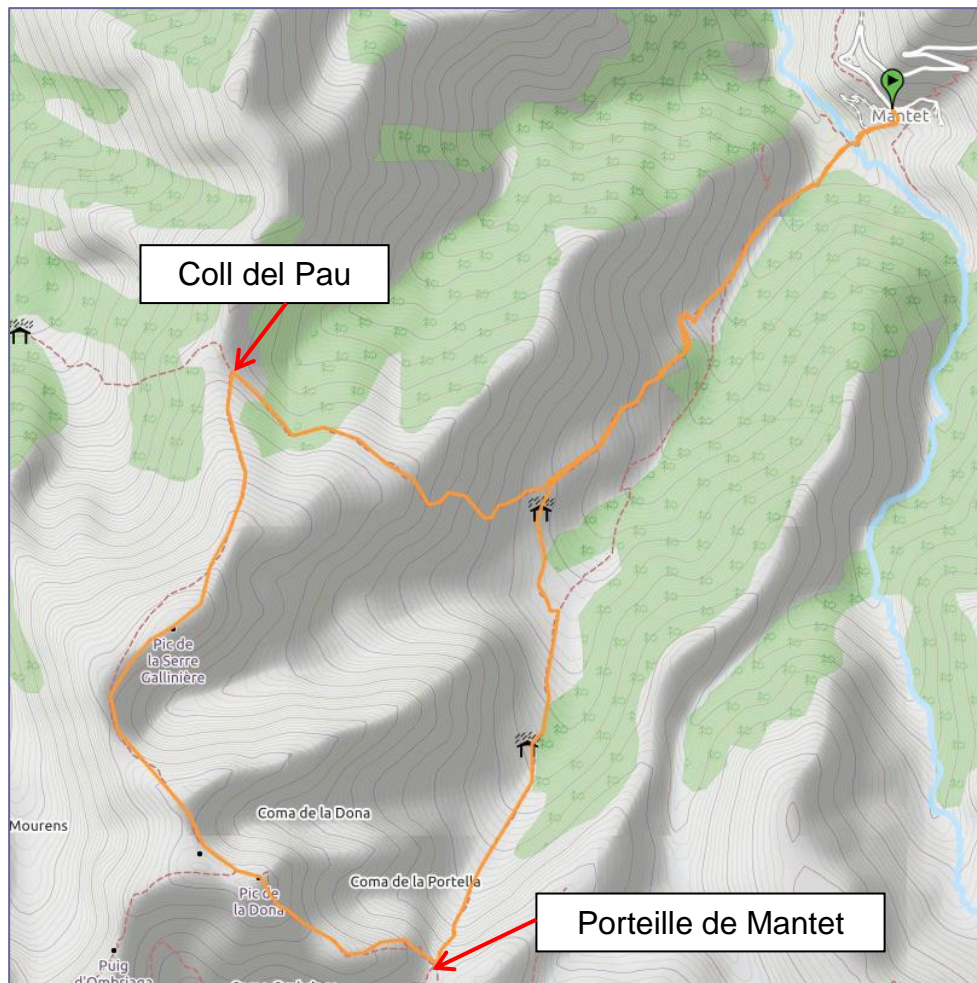 Mantet
Coll del Pau
Pic de
la Serre
Gallinière
Mourens
Coma de la Dona
Pic de
la Dona
Coma de la Portella
Porteille de Mantet
Puig
d'Ombriaga